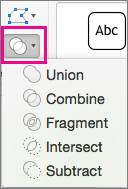 Abc
Union
Combine
Fragment
Intersect
Subtract